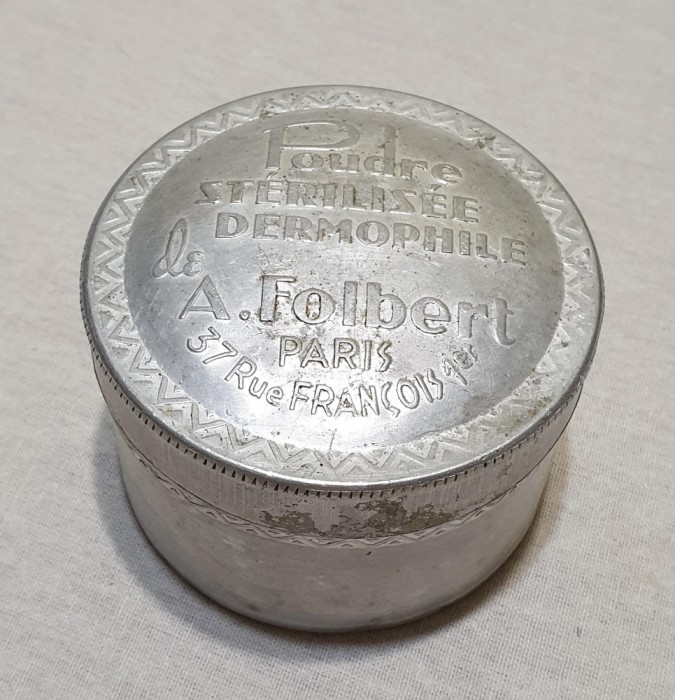 Poudre
STÉRILISÉE
DERMOPHILE
de
A. Folbert
PARIS
37 Rue FRANÇOIS 1er